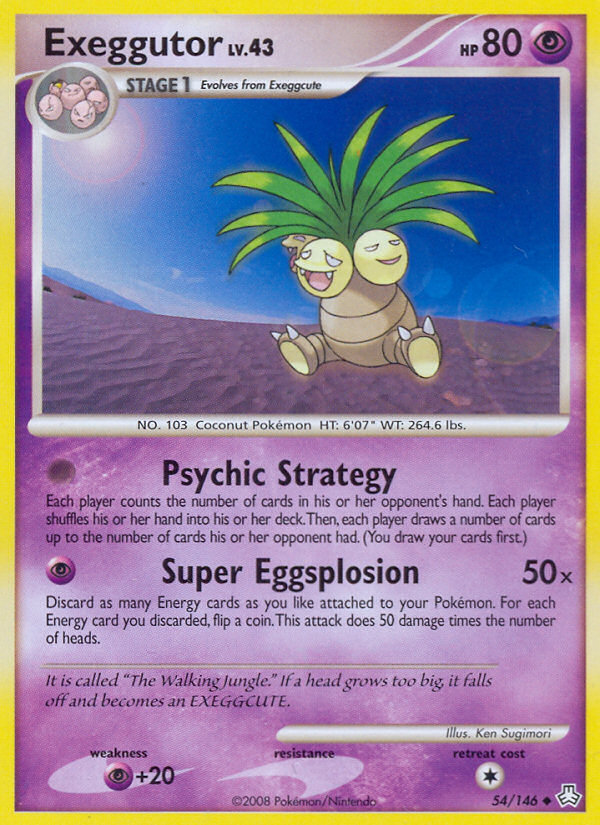 Exeggutor LV.43 HP 80
STAGE 1 Evolves from Exeggcute
NO. 103 Coconut Pokémon HT: 6'07" WT: 264.6 lbs.
Psychic Strategy
Each player counts the number of cards in his or her opponent's hand. Each player
shuffles his or her hand into his or her deck. Then, each player draws a number of cards
up to the number of cards his or her opponent had. (You draw your cards first.)
Super Eggsplosion 50x
Discard as many Energy cards as you like attached to your Pokémon. For each
Energy card you discarded, flip a coin. This attack does 50 damage times the number
of heads.
It is called “The Walking Jungle.” If a head grows too big, it falls
off and becomes an EXEGGCUTE.
Illus. Ken Sugimori
weakness resistance retreat cost
+20
©2008 Pokémon/Nintendo 54/146